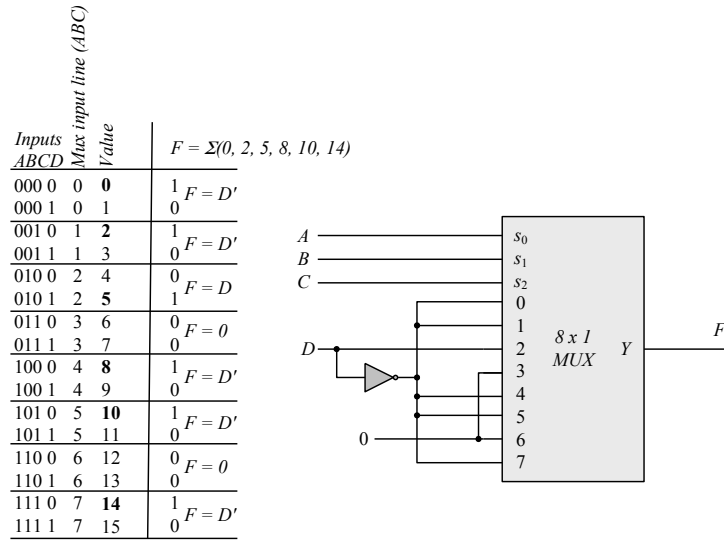 Mux input line (ABC)
Inputs
ABCD
Value
F = Σ(0, 2, 5, 8, 10, 14)
000 0 0 0 1
F = D′
000 1 0 1 0
001 0 1 2 1
F = D′
001 1 1 3 0
010 0 2 4 0
F = D
010 1 2 5 1
011 0 3 6 0
F = 0
011 1 3 7 0
100 0 4 8 1
F = D′
100 1 4 9 0
101 0 5 10 1
F = D′
101 1 5 11 0
110 0 6 12 0
F = 0
110 1 6 13 0
111 0 7 14 1
F = D′
111 1 7 15 0
A
B
C
D
0
s0
s1
s2
0
1
2
3
4
5
6
7
8 x 1
MUX
Y
F